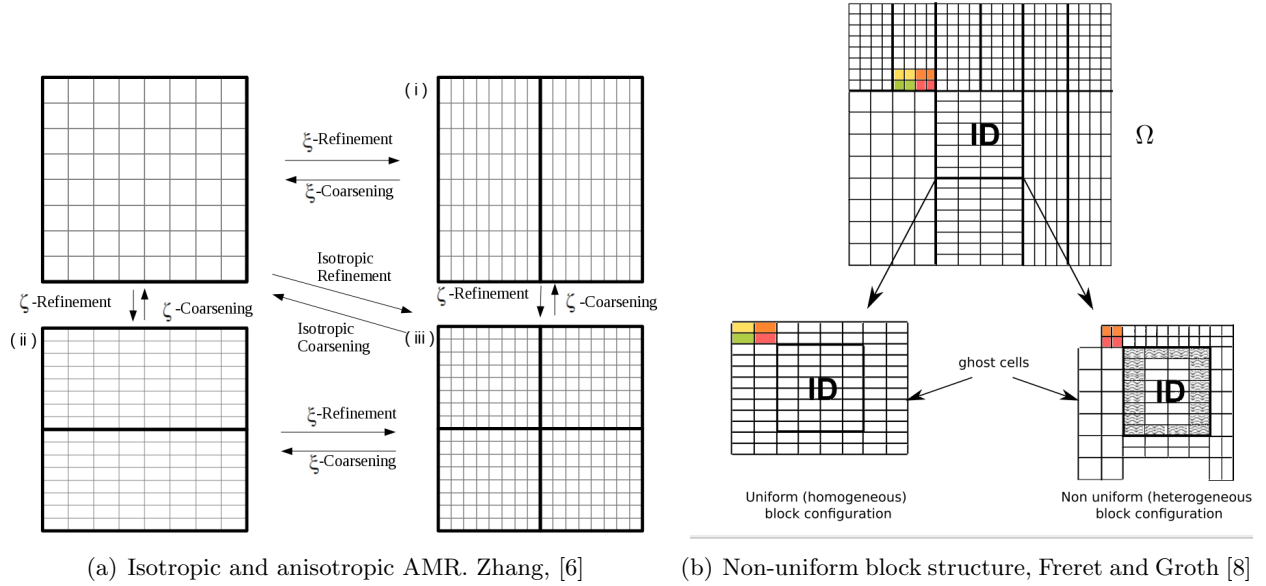 (i)
ξ-Refinement
ξ-Coarsening
Isotropic
Refinement
ζ-Refinement
ζ-Coarsening
ζ-Refinement
ζ-Coarsening
Isotropic
Coarsening
(ii)
(iii)
ξ-Refinement
ξ-Coarsening
(a) Isotropic and anisotropic AMR. Zhang, [6]
ID
Ω
ghost cells
ID
ID
Uniform (homogeneous)
block configuration
Non uniform (heterogeneous
block configuration
(b) Non-uniform block structure, Freret and Groth [8]